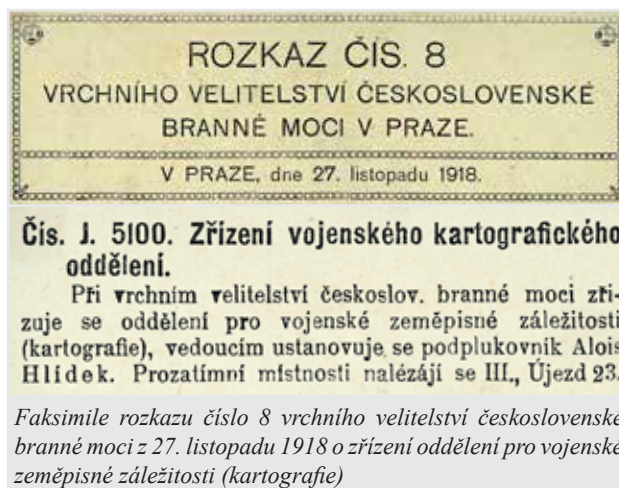 ROZKAZ ČÍS. 8
VRCHNÍHO VELITELSTVÍ ČESKOSLOVENSKÉ
BRANNÉ MOCI V PRAZE.
V PRAZE, dne 27. listopadu 1918.
Čís. J. 5100. Zřízení vojenského kartografického
oddělení.
Při vrchním velitelství českoslov. branné moci zři-
zuje se oddělení pro vojenské zeměpisné záležitosti
(kartografie), vedoucím ustanovuje se podplukovník Alois
Hlídek. Prozatímní místnosti nalézájí se III., Újezd 23.
Faksimile rozkazu číslo 8 vrchního velitelství československé
branné moci z 27. listopadu 1918 o zřízení oddělení pro vojenské
zeměpisné záležitosti (kartografie)